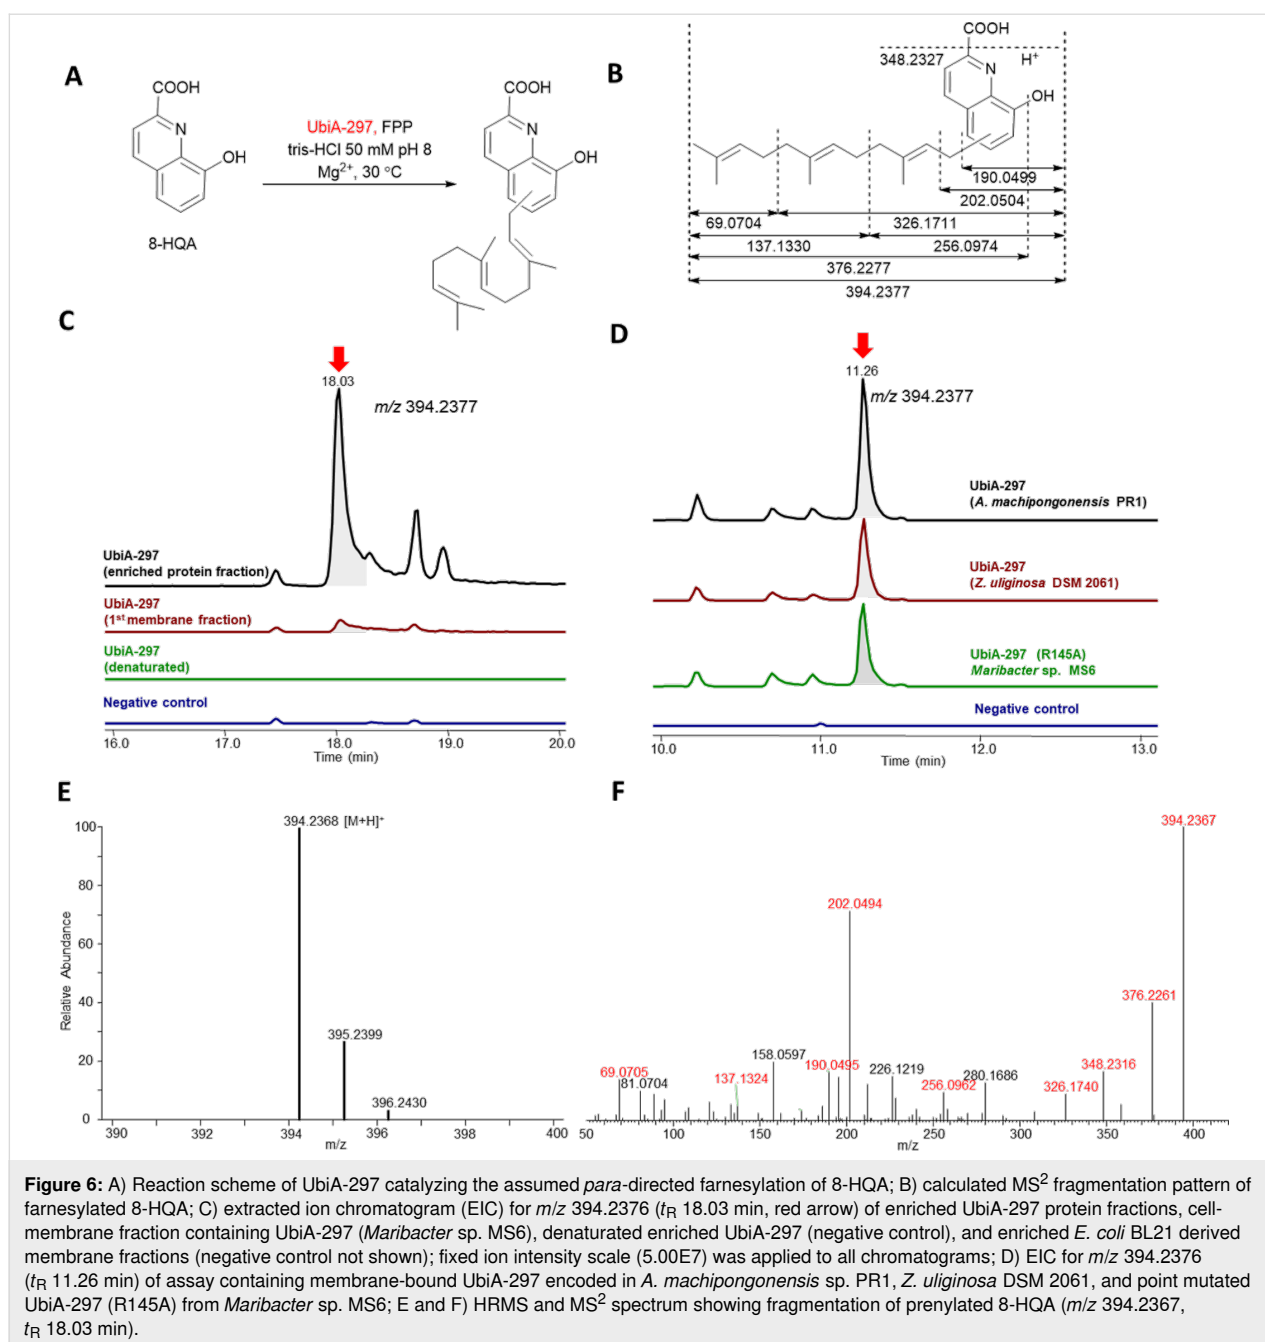 A
COOH
N
OH
8-HQA
UbiA-297, FPP
tris-HCl 50 mM pH 8
Mg2+, 30 °C
COOH
N
OH
B
COOH
348.2327
N
H+
OH
190.0499
202.0504
69.0704
326.1711
137.1330
256.0974
376.2277
394.2377
C
18.03
m/z 394.2377
UbiA-297
(enriched protein fraction)
UbiA-297
(1st membrane fraction)
UbiA-297
(denaturated)
Negative control
16.0 17.0 18.0 19.0 20.0
Time (min)
D
11.26
m/z 394.2377
UbiA-297
(A. machipongonensis PR1)
UbiA-297
(Z. uliginosa DSM 2061)
UbiA-297 (R145A)
Maribacter sp. MS6
Negative control
10.0 11.0 12.0 13.0
Time (min)
E
394.2368 [M+H]+
395.2399
396.2430
Relative Abundance
100
80
60
40
20
0
390 392 394 396 398 400
m/z
F
394.2367
202.0494
376.2261
158.0597
190.0495
226.1219
348.2316
69.0705
81.0704
137.1324
256.0962
280.1686
326.1740
50 100 150 200 250 300 350 400
m/z
Figure 6: A) Reaction scheme of UbiA-297 catalyzing the assumed para-directed farnesylation of 8-HQA; B) calculated MS2 fragmentation pattern of
farnesylated 8-HQA; C) extracted ion chromatogram (EIC) for m/z 394.2376 (tR 18.03 min, red arrow) of enriched UbiA-297 protein fractions, cell-
membrane fraction containing UbiA-297 (Maribacter sp. MS6), denaturated enriched UbiA-297 (negative control), and enriched E. coli BL21 derived
membrane fractions (negative control not shown); fixed ion intensity scale (5.00E7) was applied to all chromatograms; D) EIC for m/z 394.2376
(tR 11.26 min) of assay containing membrane-bound UbiA-297 encoded in A. machipongonensis sp. PR1, Z. uliginosa DSM 2061, and point mutated
UbiA-297 (R145A) from Maribacter sp. MS6; E and F) HRMS and MS2 spectrum showing fragmentation of prenylated 8-HQA (m/z 394.2367,
tR 18.03 min).